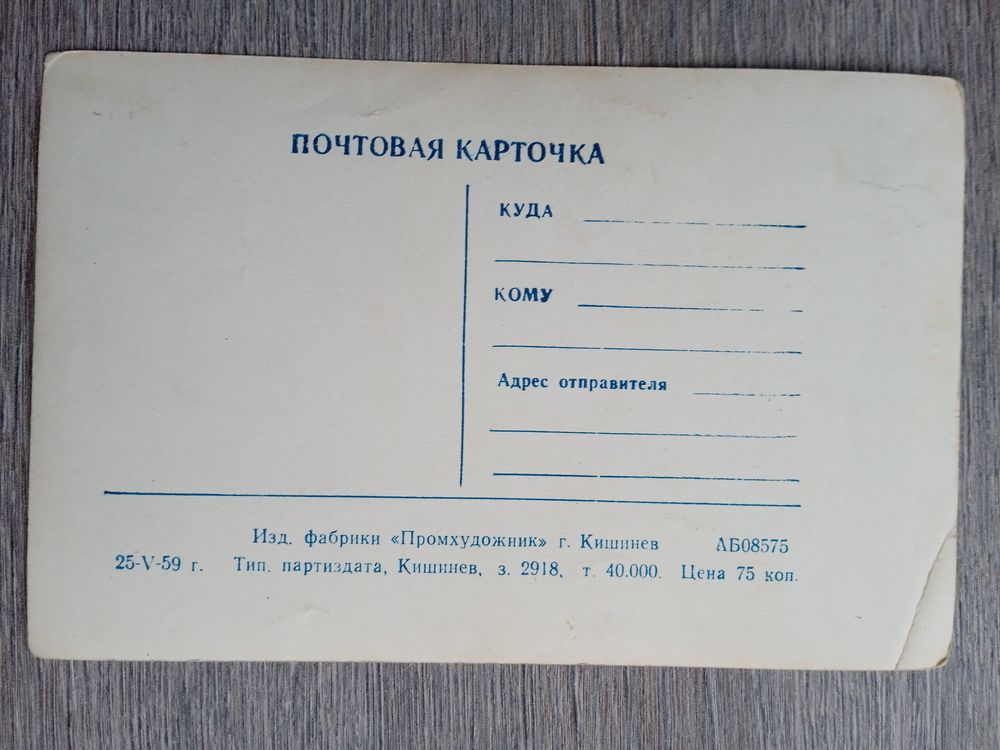 ПОЧТОВАЯ КАРТОЧКА
КУДА
КОМУ
Адрес отправителя
Изд. фабрики «Промхудожник» г. Кишинев АБ08575
25-V-59 г. Тип. партиздата, Кишинев, з. 2918, т. 40.000. Цена 75 коп.